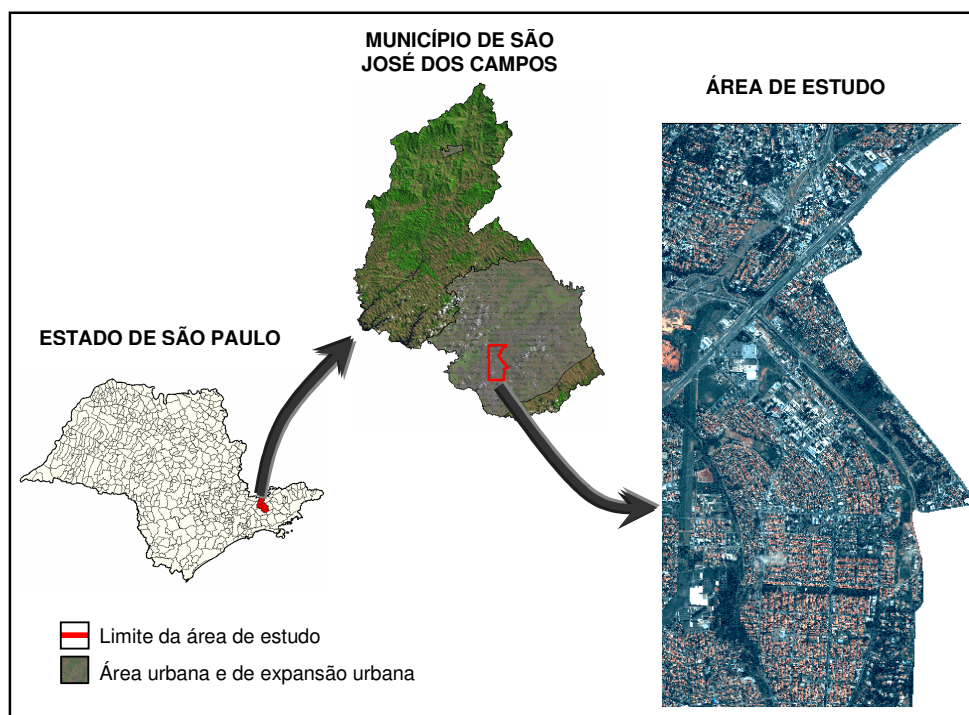 MUNICÍPIO DE SÃO
JOSÉ DOS CAMPOS
ÁREA DE ESTUDO
ESTADO DE SÃO PAULO
Limite da área de estudo
Área urbana e de expansão urbana